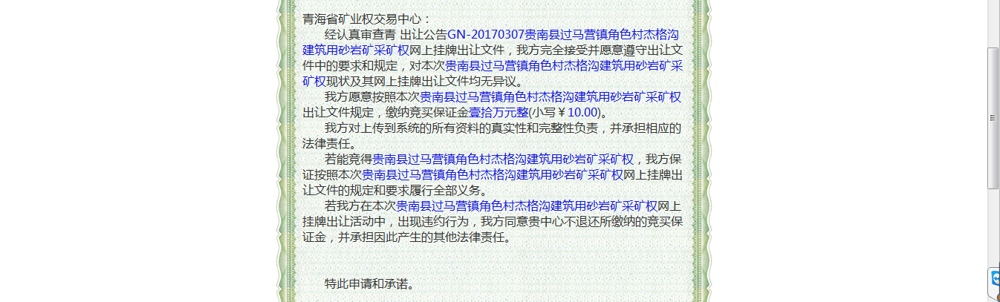 青海省矿业权交易中心：
经认真审查青 出让公告GN-20170307贵南县过马营镇角色村杰格沟
建筑用砂岩矿采矿权网上挂牌出让文件，我方完全接受并愿意遵守出让文
件中的要求和规定，对本次贵南县过马营镇角色村杰格沟建筑用砂岩矿采
矿权现状及其网上挂牌出让文件均无异议。
我方愿意按照本次贵南县过马营镇角色村杰格沟建筑用砂岩矿采矿权
出让文件规定，缴纳竞买保证金壹拾万元整(小写￥10.00)。
我方对上传到系统的所有资料的真实性和完整性负责，并承担相应的
法律责任。
若能竞得贵南县过马营镇角色村杰格沟建筑用砂岩矿采矿权，我方保
证按照本次贵南县过马营镇角色村杰格沟建筑用砂岩矿采矿权网上挂牌出
让文件的规定和要求履行全部义务。
若我方在本次贵南县过马营镇角色村杰格沟建筑用砂岩矿采矿权网上
挂牌出让活动中，出现违约行为，我方同意贵中心不退还所缴纳的竞买保
证金，并承担因此产生的其他法律责任。
特此申请和承诺。